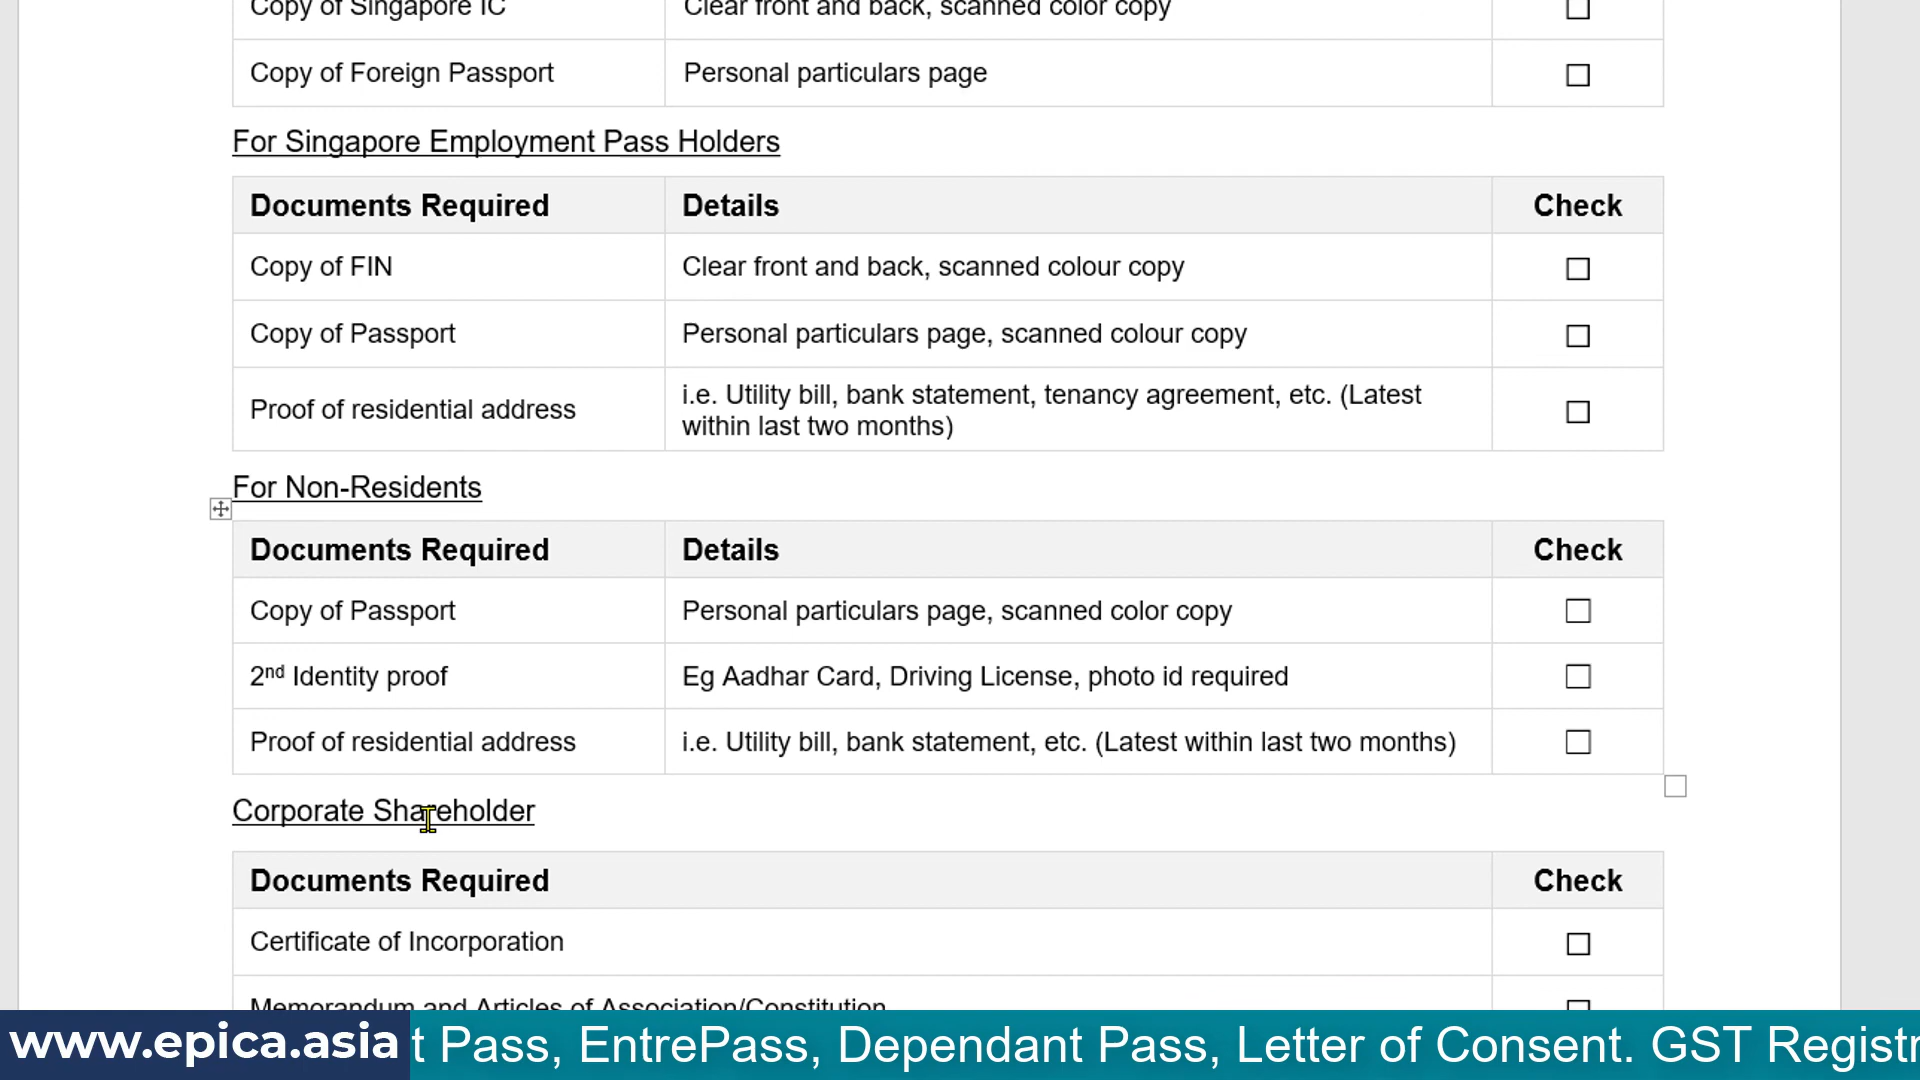 Copy of Singapore IC Clear front and back, scanned color copy ☐
Copy of Foreign Passport Personal particulars page ☐
For Singapore Employment Pass Holders
Documents Required Details Check
Copy of FIN Clear front and back, scanned colour copy ☐
Copy of Passport Personal particulars page, scanned colour copy ☐
Proof of residential address i.e. Utility bill, bank statement, tenancy agreement, etc. (Latest
within last two months) ☐
For Non-Residents
Documents Required Details Check
Copy of Passport Personal particulars page, scanned color copy ☐
2nd Identity proof Eg Aadhar Card, Driving License, photo id required ☐
Proof of residential address i.e. Utility bill, bank statement, etc. (Latest within last two months) ☐
Corporate Shareholder
Documents Required Check
Certificate of Incorporation ☐
Memorandum and Articles of Association/Constitution ☐
www.epica.asia t Pass, EntrePass, Dependant Pass, Letter of Consent. GST Registr